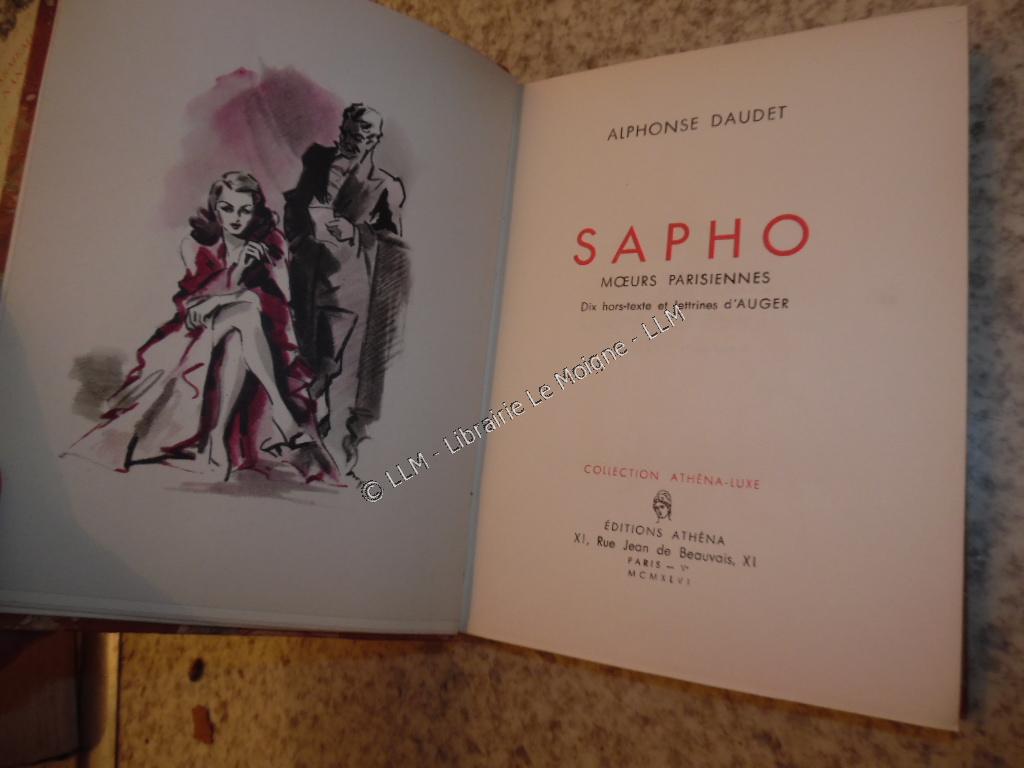 ALPHONSE DAUDET
SAPHO
MŒURS PARISIENNES
Dix hors-texte et lettrines d'AUGER
© LLM - Librairie Le Moigne - LLM
COLLECTION ATHÊNA-LUXE
ÉDITIONS ATHÊNA
XI, Rue Jean de Beauvais, XI
PARIS — Vᵉ
MCMXLVI